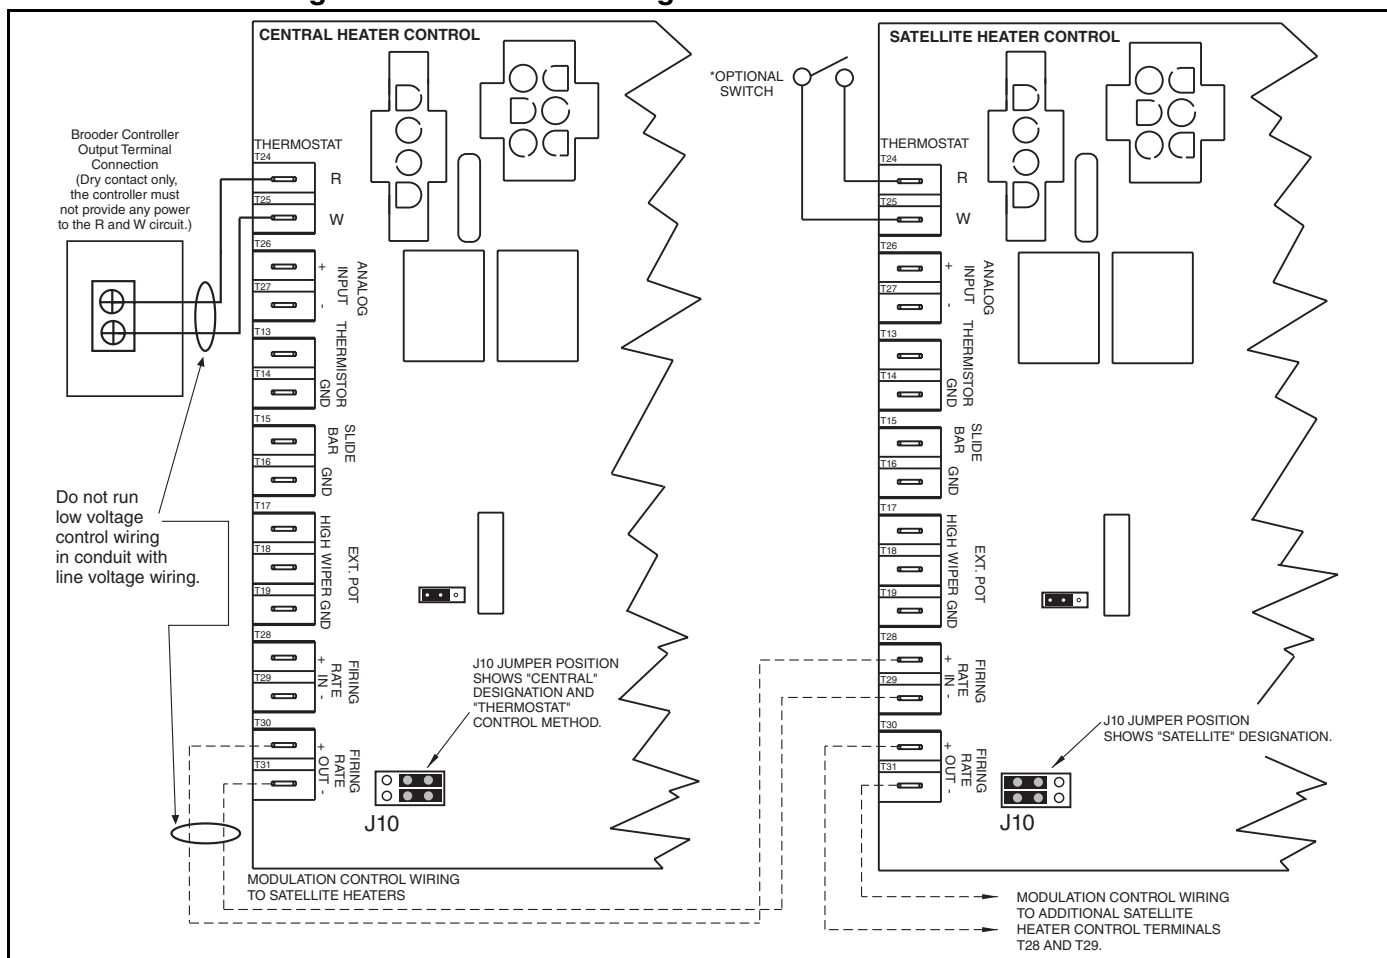 CENTRAL HEATER CONTROL
Brooder Controller
Output Terminal
Connection
(Dry contact only,
the controller must
not provide any power
to the R and W circuit.)
THERMOSTAT
T24
R
T25
W
T26
+
T27
-
ANALOG
INPUT
T13
T14
THERMISTOR
GND
T15
SLIDE
BAR
T16
GND
T17
HIGH
T18
WIPER
T19
GND
EXT. POT
T28
+
T29
-
FIRING
RATE
IN
T30
+
T31
-
FIRING
RATE
OUT
Do not run
low voltage
control wiring
in conduit with
line voltage wiring.
J10 JUMPER POSITION
SHOWS "CENTRAL"
DESIGNATION AND
"THERMOSTAT"
CONTROL METHOD.
J10
MODULATION CONTROL WIRING
TO SATELLITE HEATERS
*OPTIONAL
SWITCH
SATELLITE HEATER CONTROL
THERMOSTAT
T24
R
T25
W
T26
+
T27
-
ANALOG
INPUT
T13
T14
THERMISTOR
GND
T15
SLIDE
BAR
T16
GND
T17
HIGH
T18
WIPER
T19
GND
EXT. POT
T28
+
T29
-
FIRING
RATE
IN
T30
+
T31
-
FIRING
RATE
OUT
J10 JUMPER POSITION
SHOWS "SATELLITE" DESIGNATION.
J10
MODULATION CONTROL WIRING
TO ADDITIONAL SATELLITE
HEATER CONTROL TERMINALS
T28 AND T29.